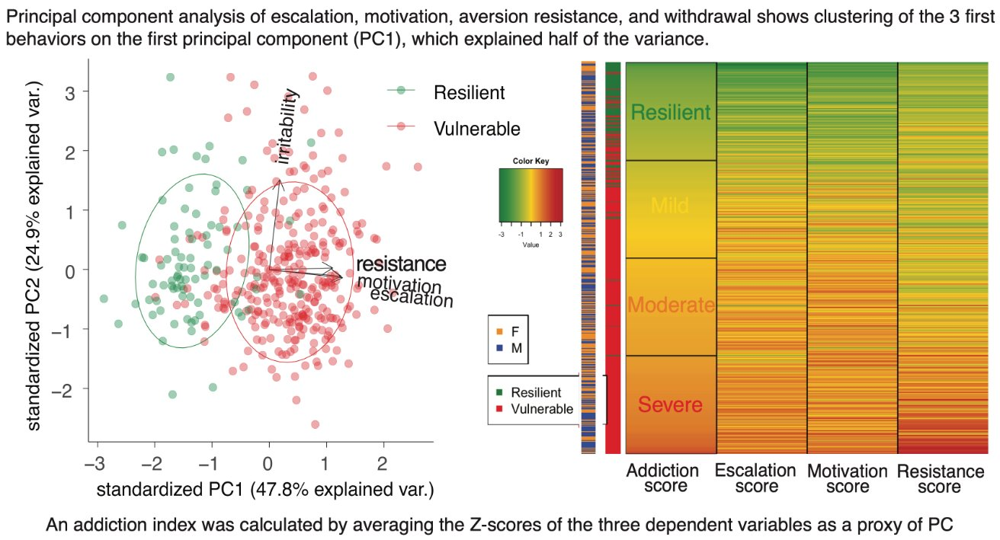 Principal component analysis of escalation, motivation, aversion resistance, and withdrawal shows clustering of the 3 first
behaviors on the first principal component (PC1), which explained half of the variance.
standardized PC2 (24.9% explained var.)
3
2
1
0
−1
−2
−3
−2
−1
0
1
2
standardized PC1 (47.8% explained var.)
irritability
resistance
motivation
escalation
Resilient
Vulnerable
Color Key
-3 -1 1 2 3
Value
F
M
Resilient
Vulnerable
Resilient
Mild
Moderate
Severe
Addiction
score
Escalation
score
Motivation
score
Resistance
score
An addiction index was calculated by averaging the Z-scores of the three dependent variables as a proxy of PC